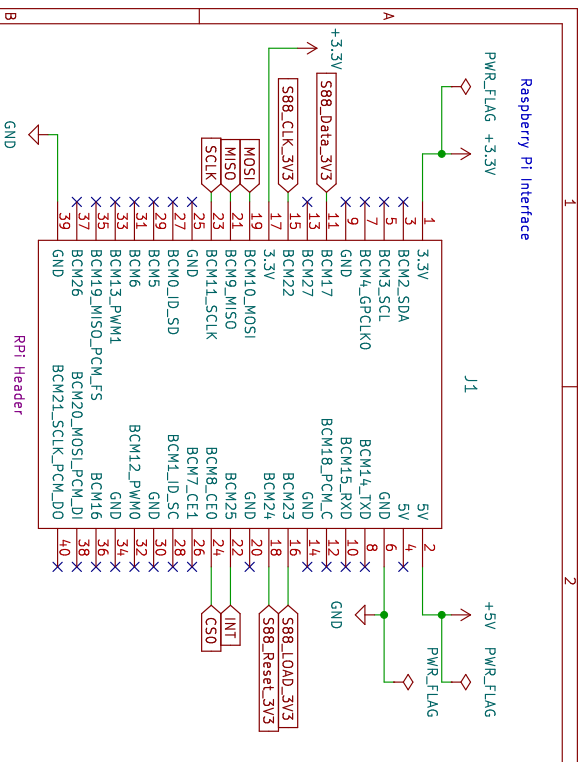 B
A
1
2
Raspberry Pi Interface
PWR_FLAG
+3.3V
+3.3V
S88_Data_3V3
S88_CLK_3V3
MOSI
MISO
SCLK
GND
1
3
5
7
9
11
13
15
17
19
21
23
25
27
29
31
33
35
37
39
3.3V
BCM2_SDA
BCM3_SCL
BCM4_GPCLK0
GND
BCM17
BCM27
BCM22
3.3V
BCM10_MOSI
BCM9_MISO
BCM11_SCLK
GND
BCM0_ID_SD
BCM5
BCM6
BCM13_PWM1
BCM19_MISO_PCM_FS
BCM26
GND
J1
RPi Header
5V
5V
GND
BCM14_TXD
BCM15_RXD
BCM18_PCM_C
GND
BCM23
BCM24
GND
BCM25
BCM8_CE0
BCM7_CE1
BCM1_ID_SC
GND
BCM12_PWM0
GND
BCM16
BCM20_MOSI_PCM_DI
BCM21_SCLK_PCM_DO
2
4
6
8
10
12
14
16
18
20
22
24
26
28
30
32
34
36
38
40
+5V
PWR_FLAG
PWR_FLAG
GND
S88_LOAD_3V3
S88_Reset_3V3
INT
CS0